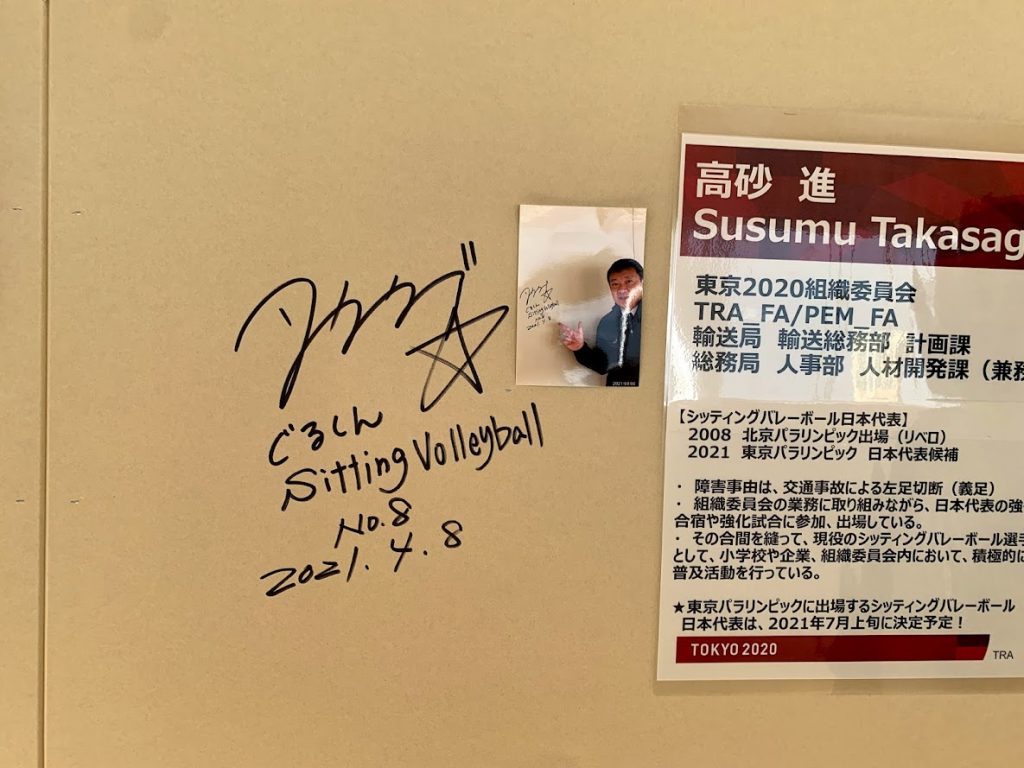 ぐるくん
Sitting Volleyball
No.8
2021.4.8
高砂 進
Susumu Takasag
東京2020組織委員会
TRA_FA/PEM_FA
輸送局 輸送総務部 計画課
総務局 人事部 人材開発課（兼務
【シッティングバレーボール日本代表】
2008 北京パラリンピック出場（リベロ）
2021 東京パラリンピック 日本代表候補
・ 障害事由は、交通事故による左足切断（義足）
・ 組織委員会の業務に取り組みながら、日本代表の強
合宿や強化試合に参加、出場している。
・ その合間を縫って、現役のシッティングバレーボール選手
として、小学校や企業、組織委員会内において、積極的に
普及活動を行っている。
★東京パラリンピックに出場するシッティングバレーボール
日本代表は、2021年7月上旬に決定予定！
TOKYO 2020
TRA